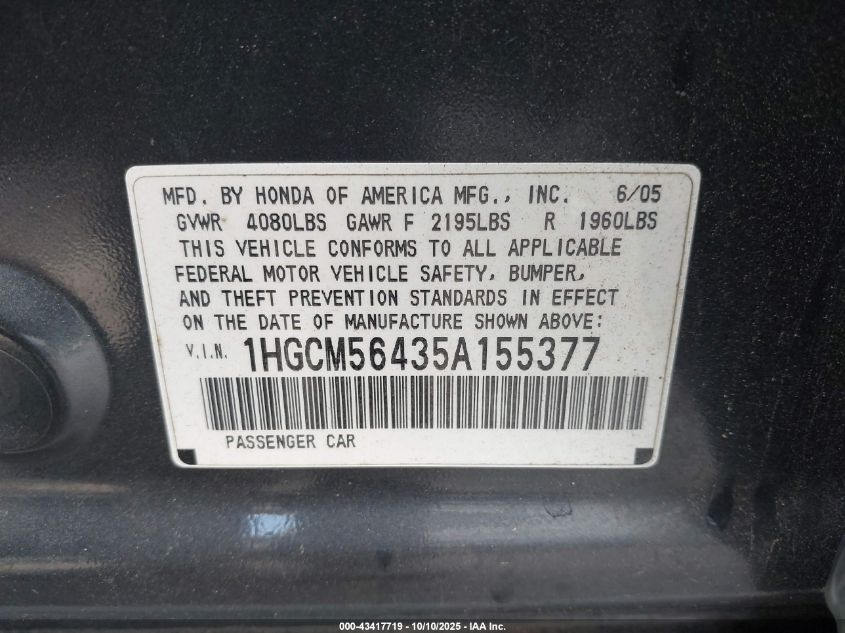 MFD. BY HONDA OF AMERICA MFG., INC. 6/05
GVWR 4080LBS GAWR F 2195LBS R 1960LBS
THIS VEHICLE CONFORMS TO ALL APPLICABLE
FEDERAL MOTOR VEHICLE SAFETY, BUMPER,
AND THEFT PREVENTION STANDARDS IN EFFECT
ON THE DATE OF MANUFACTURE SHOWN ABOVE:
V.I.N. 1HGCM56435A155377
PASSENGER CAR
000-43417719 - 10/10/2025 - IAA Inc.